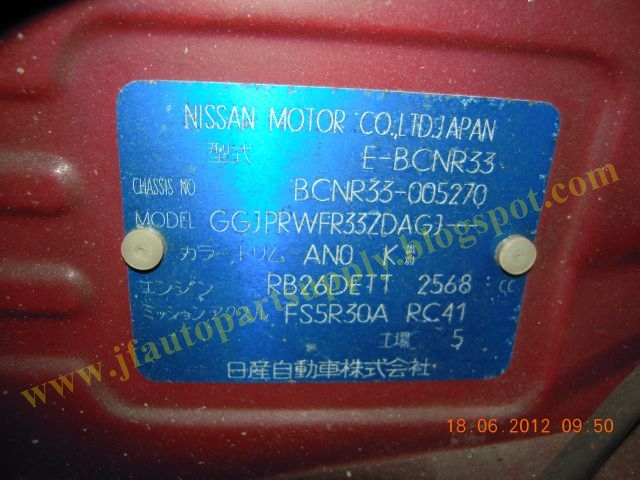 NISSAN MOTOR CO.,LTD.JAPAN
型式 E-BCNR33
CHASSIS NO BCNR33-005270
MODEL GGJPRWFR33ZDAGJ--
カラー,トリム AN0 K
エンジン RB26DETT 2568 CC
ミッション,アクスル FS5R30A RC41
工場 5
日産自動車株式会社
www.jfautopartsupply.blogspot.com
18.06.2012 09:50